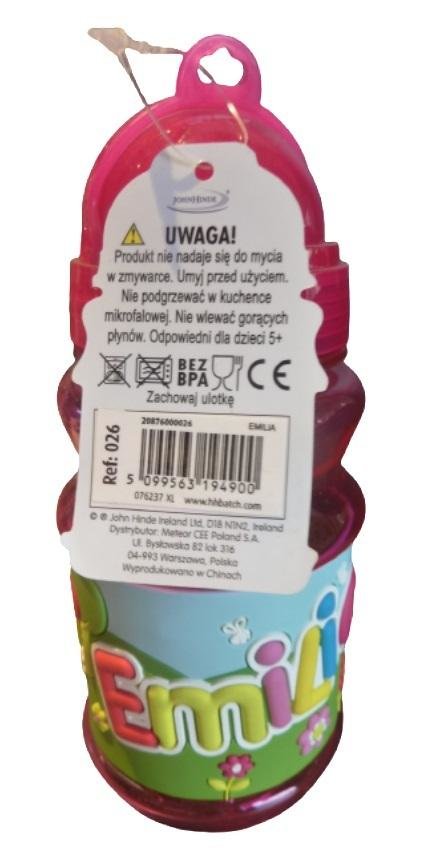 JOHNHINDE
UWAGA!
Produkt nie nadaje się do mycia
w zmywarce. Umyj przed użyciem.
Nie podgrzewać w kuchence
mikrofalowej. Nie wlewać gorących
płynów. Odpowiedni dla dzieci 5+
BEZ
BPA
CE
Zachowaj ulotkę
20876000026 EMILIA
Ref: 026
5 099563 194900
076237 XL www.hhbatch.com
© ® John Hinde Ireland Ltd, D18 N1N2, Ireland
Dystrybutor: Meteor CEE Poland S.A.
Ul. Bysławska 82 lok 316
04-993 Warszawa, Polska
Wyprodukowano w Chinach
EmiLi